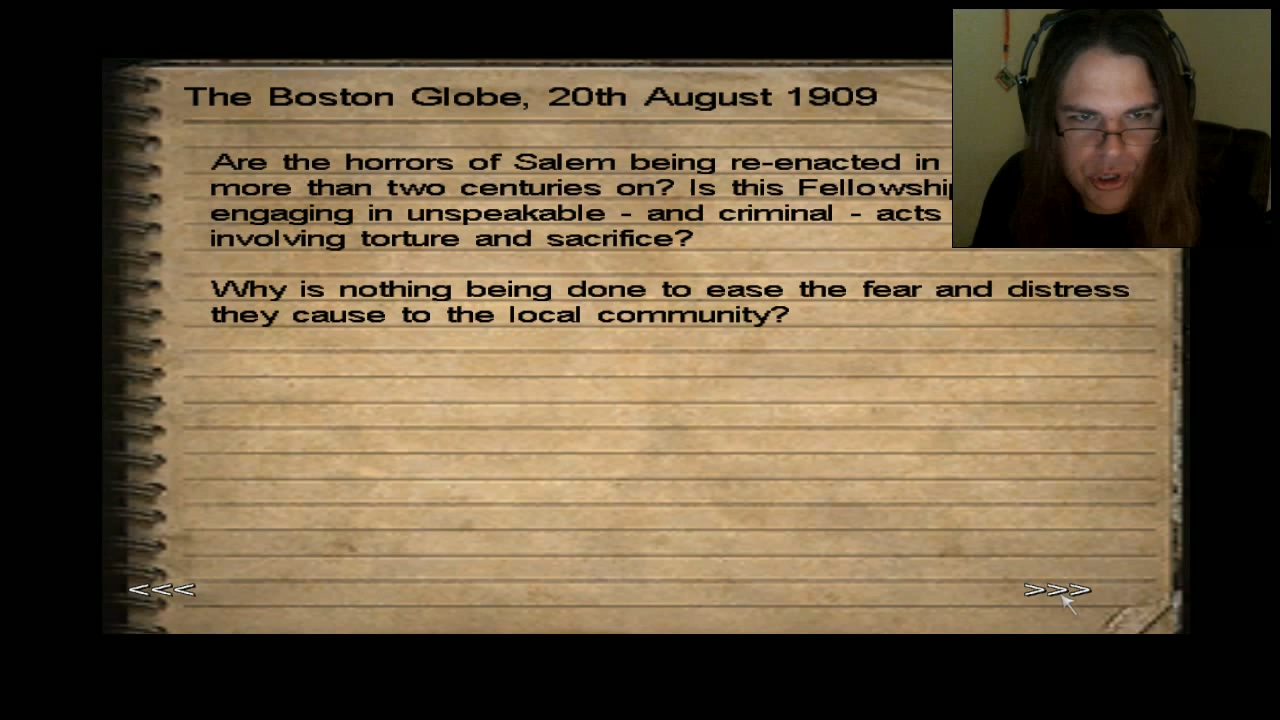 The Boston Globe, 20th August 1909
Are the horrors of Salem being re-enacted in
more than two centuries on? Is this Fellowship
engaging in unspeakable - and criminal - acts
involving torture and sacrifice?
Why is nothing being done to ease the fear and distress
they cause to the local community?
<<< >>>